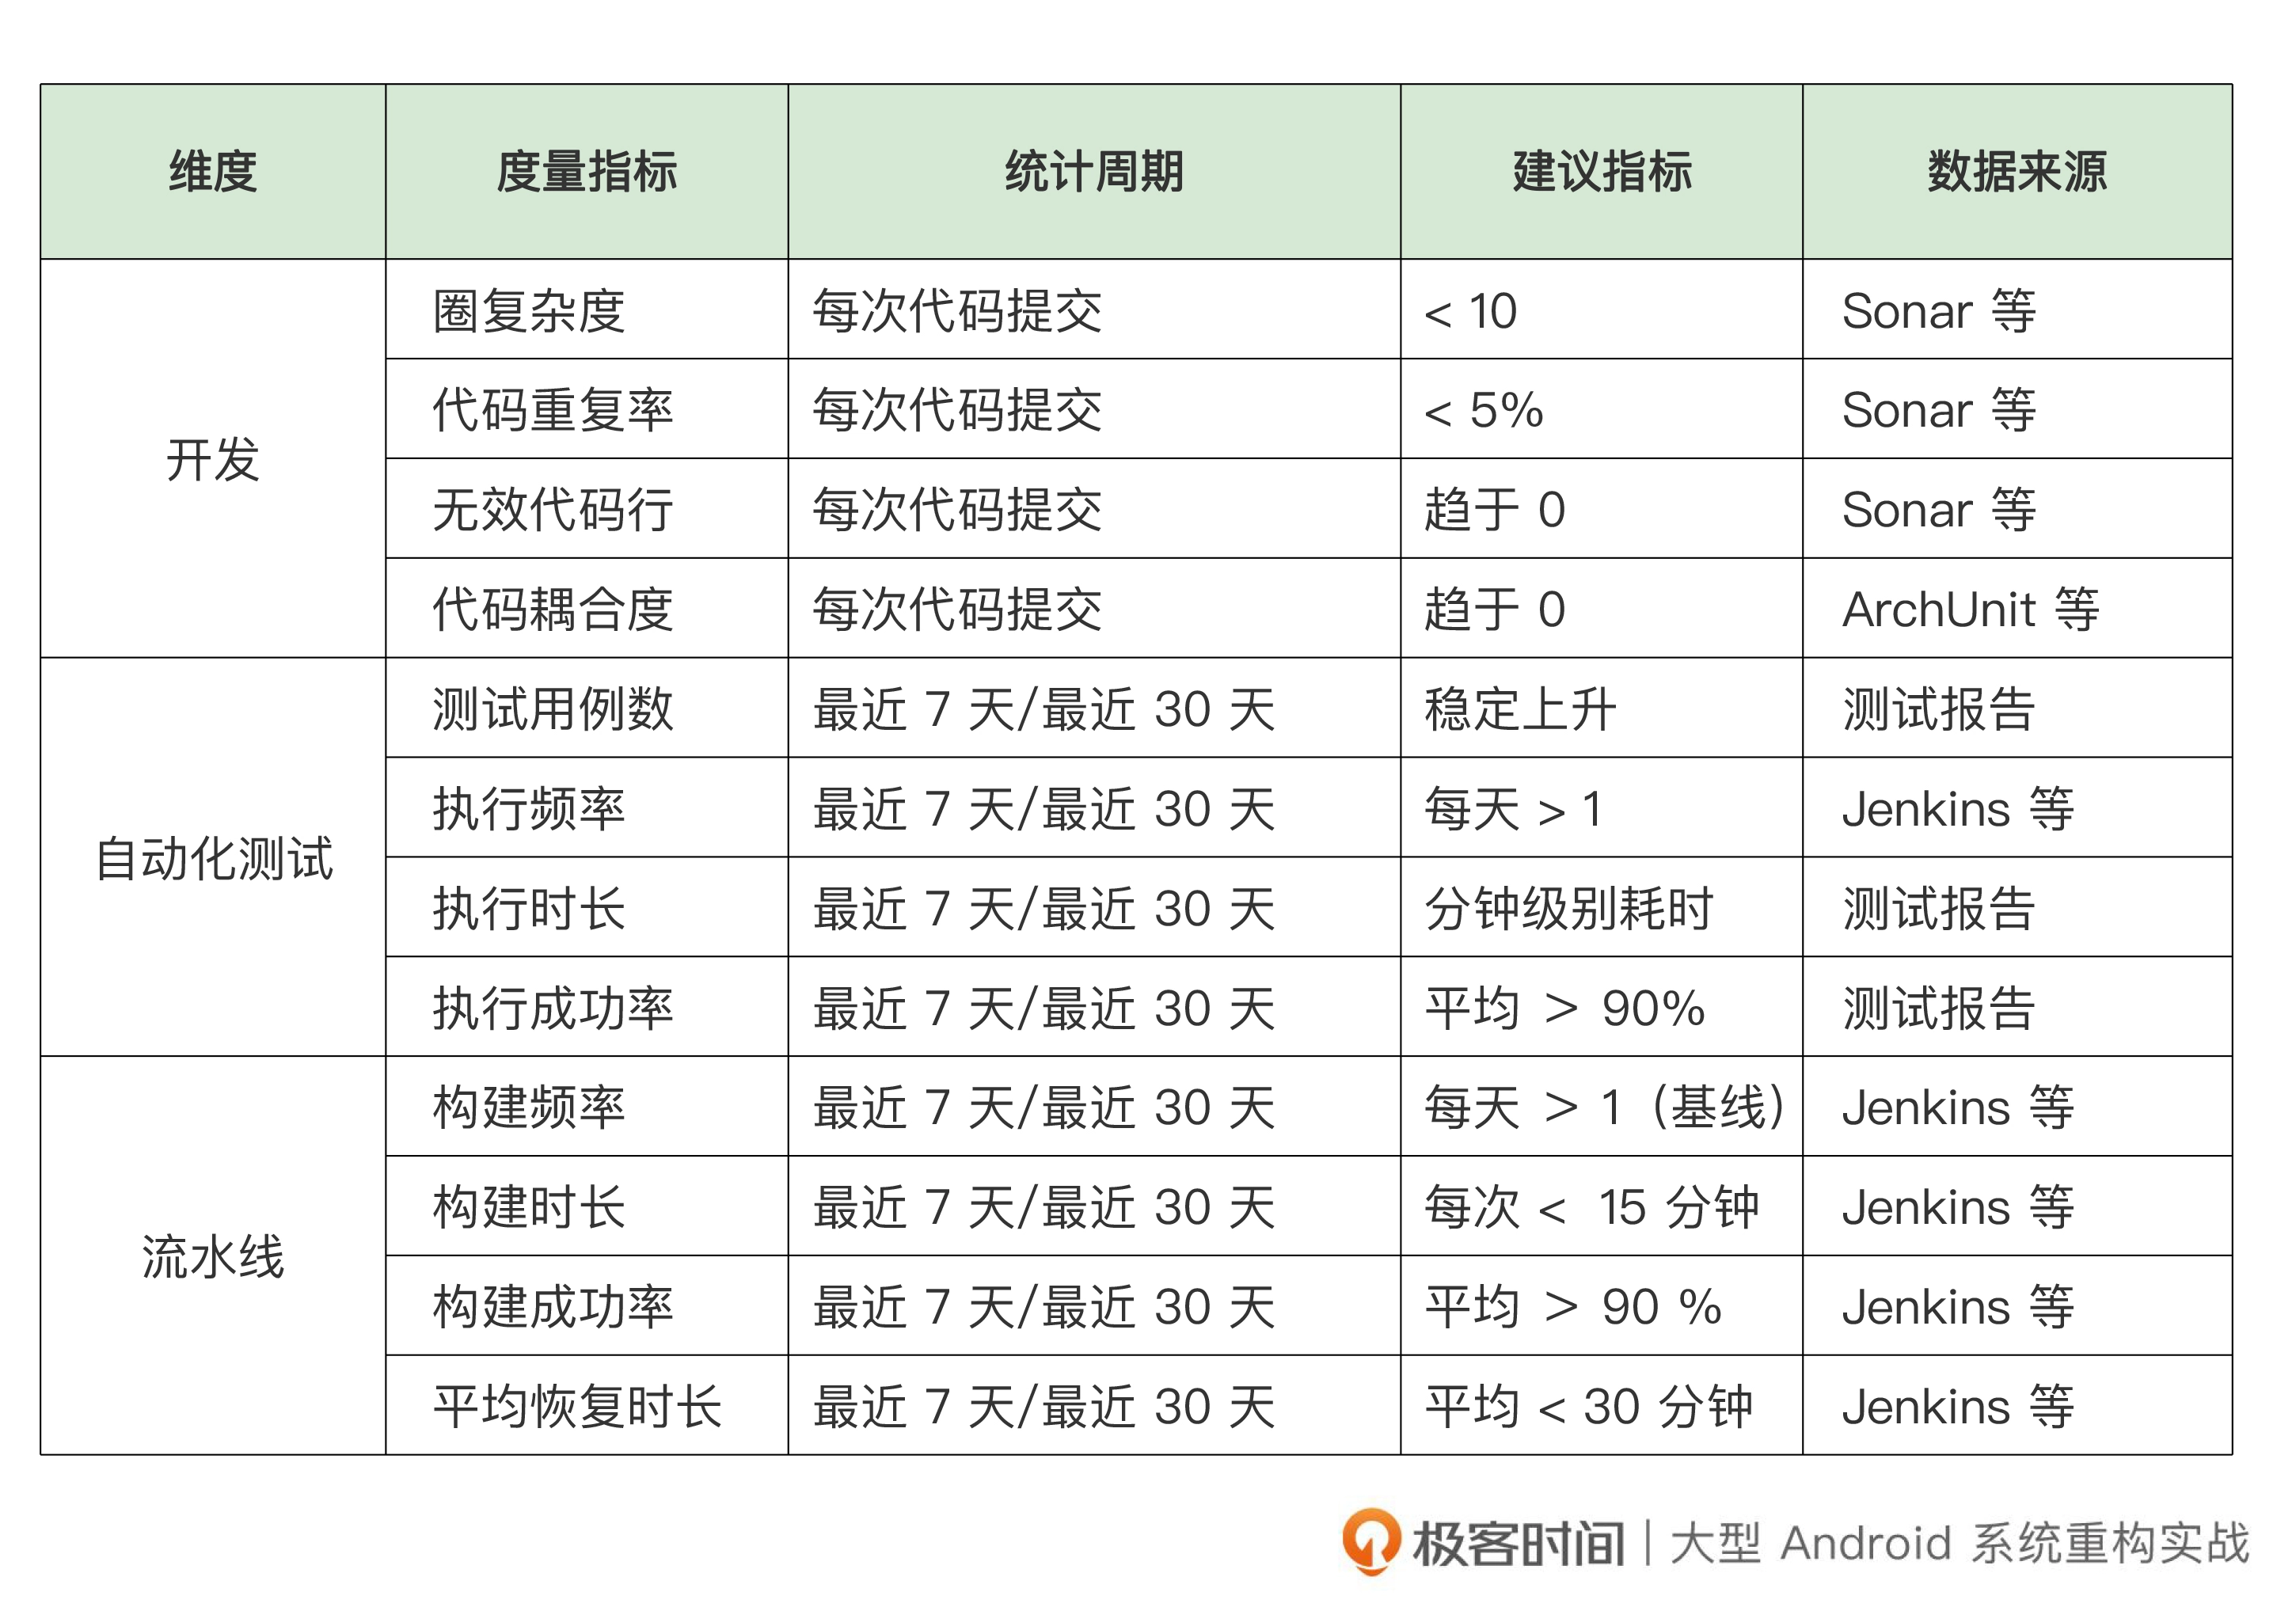 维度 度量指标 统计周期 建议指标 数据来源
开发
圈复杂度 每次代码提交 < 10 Sonar 等
代码重复率 每次代码提交 < 5% Sonar 等
无效代码行 每次代码提交 趋于 0 Sonar 等
代码耦合度 每次代码提交 趋于 0 ArchUnit 等
自动化测试
测试用例数 最近 7 天/最近 30 天 稳定上升 测试报告
执行频率 最近 7 天/最近 30 天 每天 > 1 Jenkins 等
执行时长 最近 7 天/最近 30 天 分钟级别耗时 测试报告
执行成功率 最近 7 天/最近 30 天 平均 > 90% 测试报告
流水线
构建频率 最近 7 天/最近 30 天 每天 > 1（基线） Jenkins 等
构建时长 最近 7 天/最近 30 天 每次 < 15 分钟 Jenkins 等
构建成功率 最近 7 天/最近 30 天 平均 > 90 % Jenkins 等
平均恢复时长 最近 7 天/最近 30 天 平均 < 30 分钟 Jenkins 等
极客时间 | 大型 Android 系统重构实战